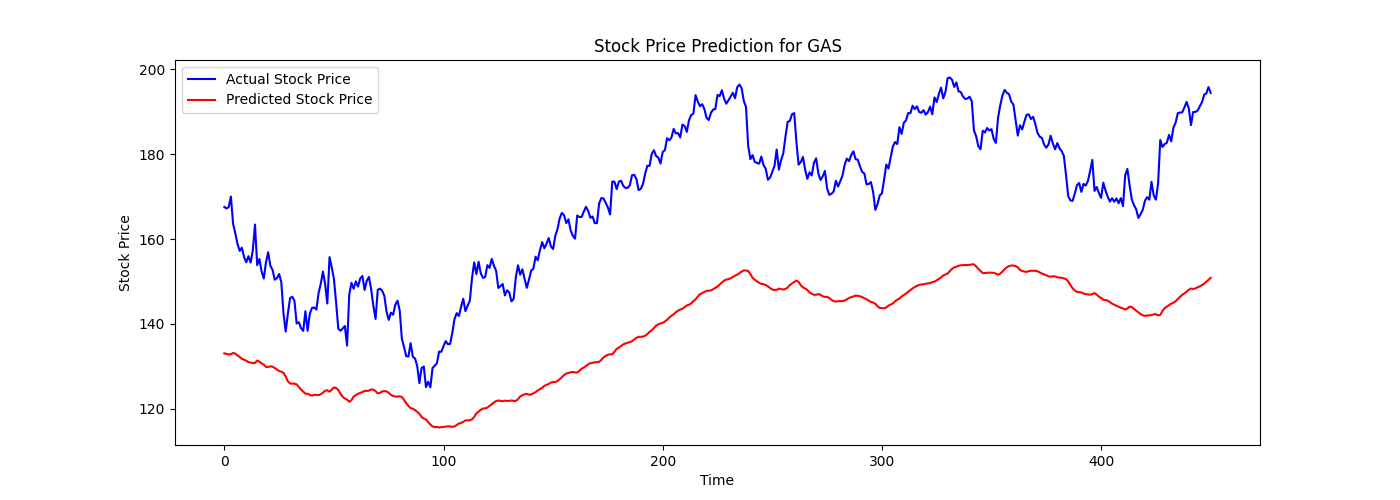 Stock Price Prediction for GAS
Actual Stock Price
Predicted Stock Price
Stock Price
200
180
160
140
120
0 100 200 300 400
Time